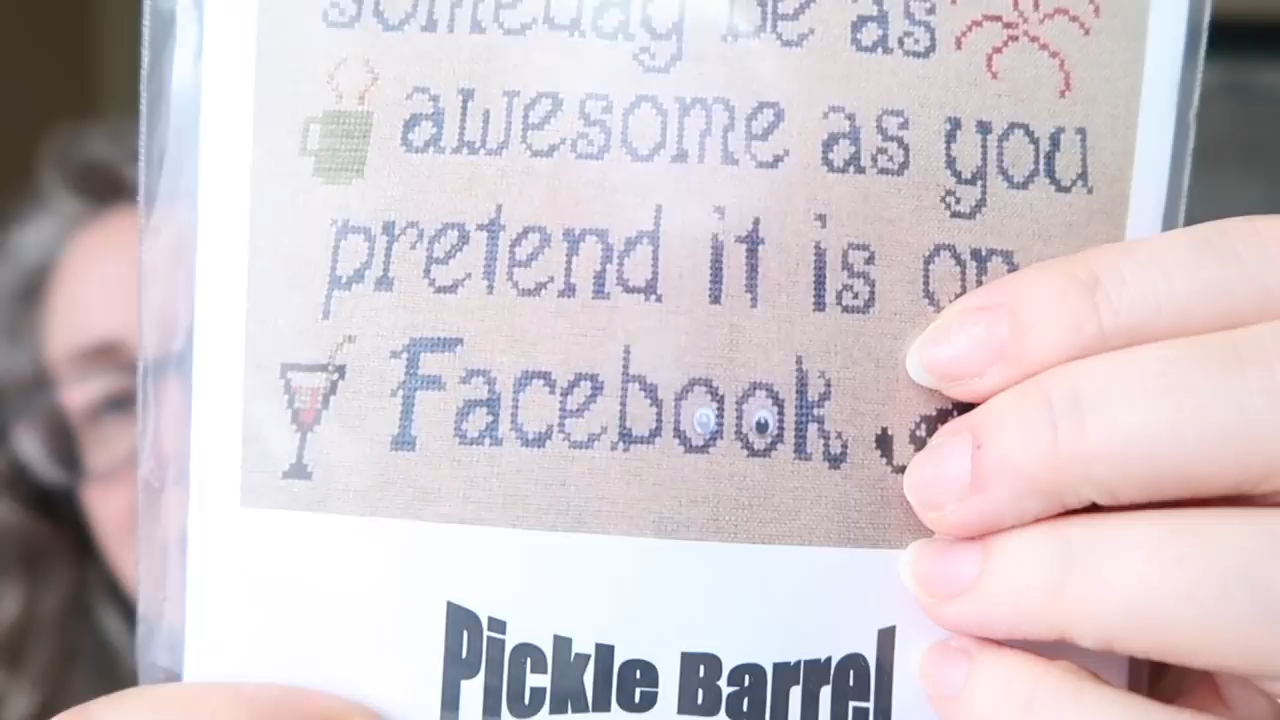 someday be as
awesome as you
pretend it is on
Facebook
Pickle Barrel